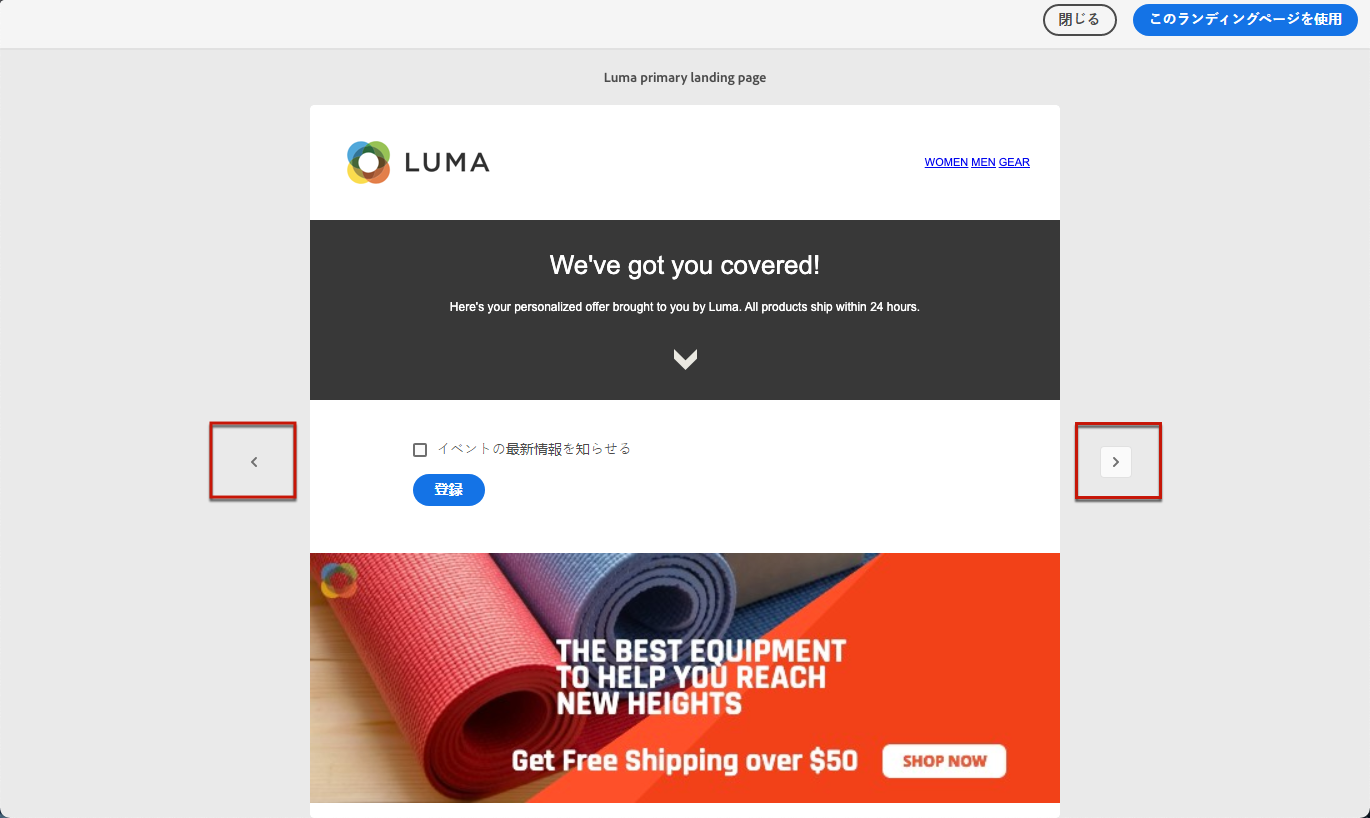 閉じる
このランディングページを使用
Luma primary landing page
LUMA
WOMEN MEN GEAR
We've got you covered!
Here's your personalized offer brought to you by Luma. All products ship within 24 hours.
イベントの最新情報を知らせる
登録
THE BEST EQUIPMENT
TO HELP YOU REACH
NEW HEIGHTS
Get Free Shipping over $50
SHOP NOW